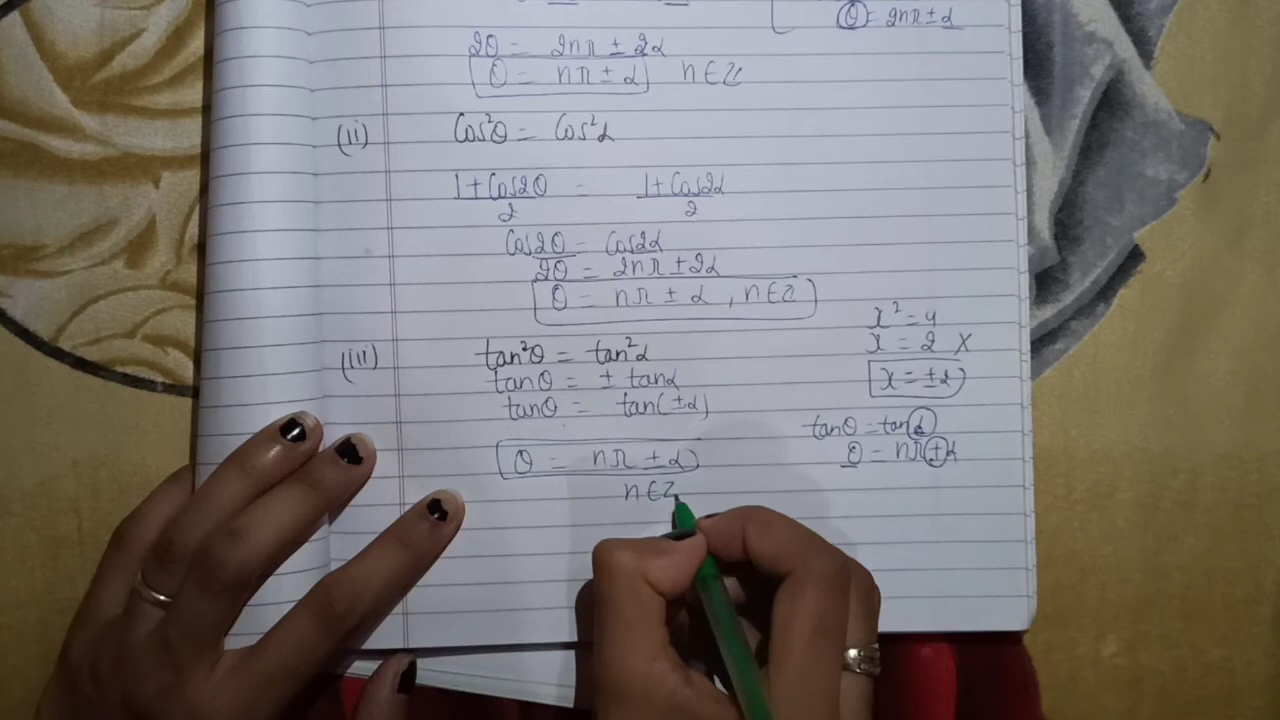 θ = 2nπ ± α
2θ = 2nπ ± 2α
θ = nπ ± α n∈Z
(ii) Cos²θ = Cos²α
1+Cos2θ/2 = 1+Cos2α/2
Cos2θ = Cos2α
2θ = 2nπ ± 2α
θ = nπ ± α , n∈Z
(iii) tan²θ = tan²α
tanθ = ± tanα
tanθ = tan(±α)
θ = nπ ± α
n∈Z
x² = 4
x = 2 X
x = ±2
tanθ = tanα
θ = nπ ± α